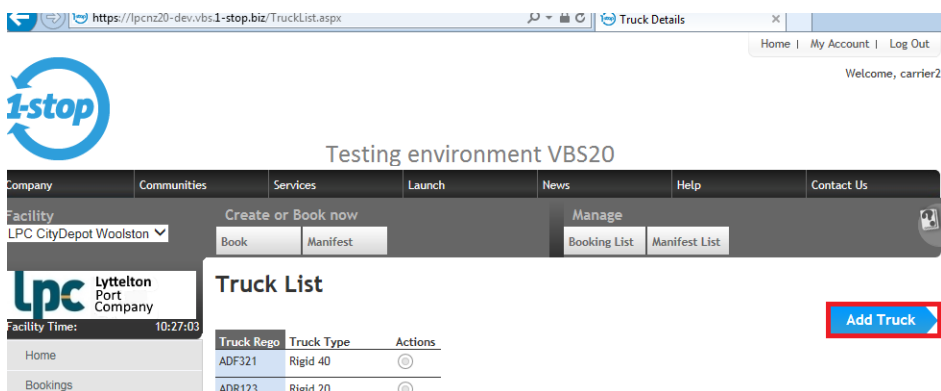 https://lpcnz20-dev.vbs.1-stop.biz/TruckList.aspx
Truck Details
Home | My Account | Log Out
Welcome, carrier2
1-stop
Testing environment VBS20
Company Communities Services Launch News Help Contact Us
Facility Create or Book now Manage
LPC CityDepot Woolston
Book Manifest Booking List Manifest List
lpc Lyttelton
Port
Company
Truck List
Add Truck
Facility Time: 10:27:03
Truck Rego Truck Type Actions
Home
ADF321 Rigid 40
Bookings
ADR123 Rigid 20